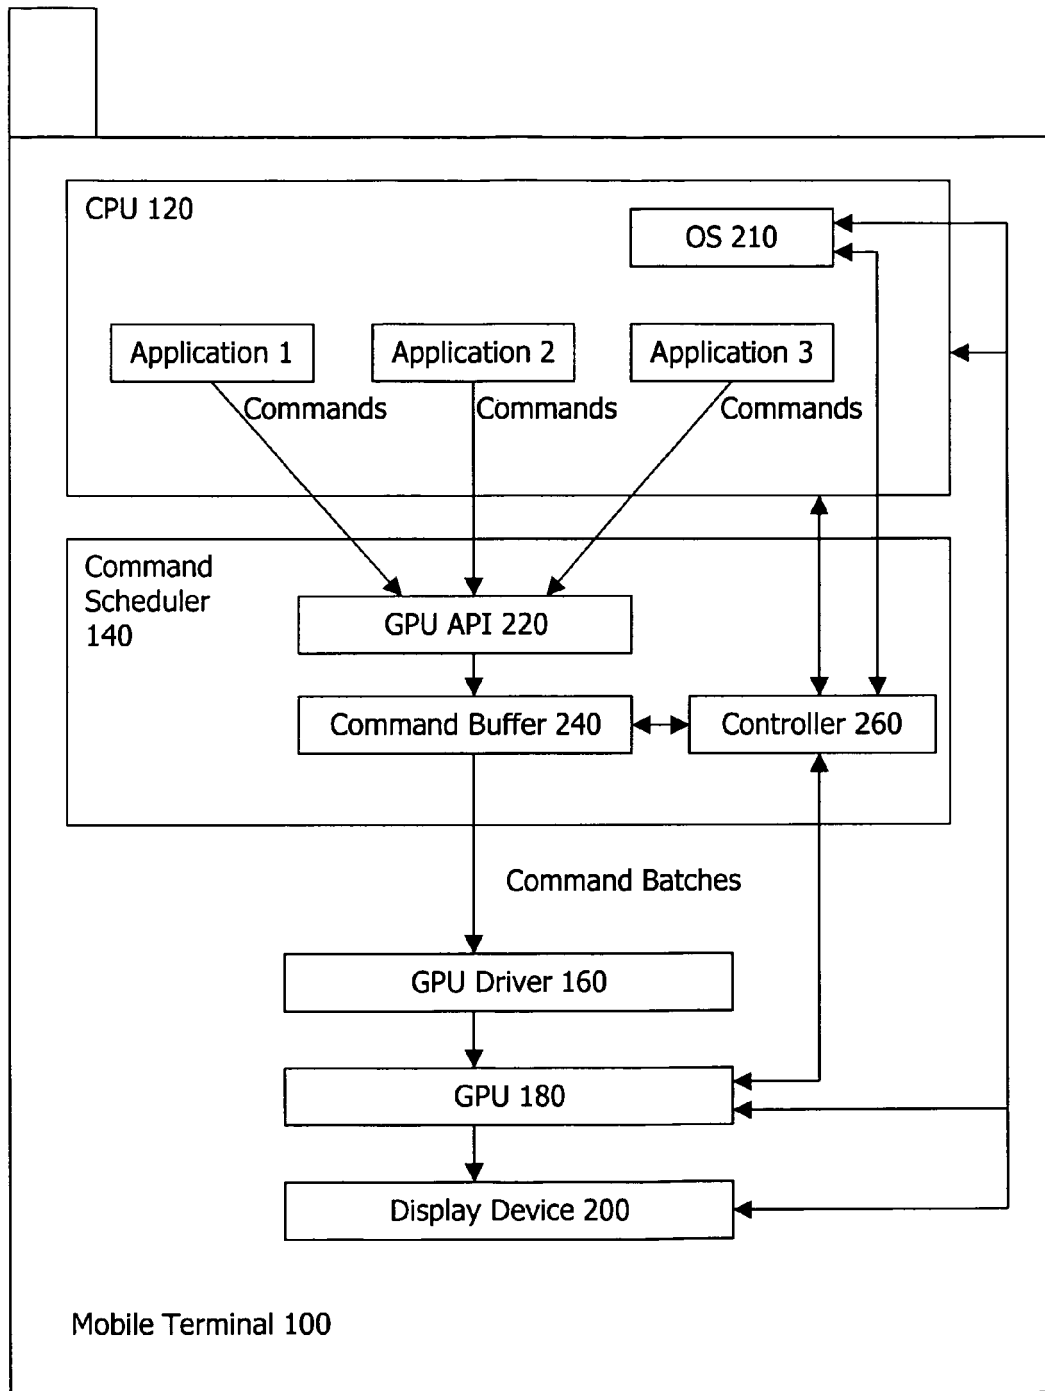 CPU 120
OS 210
Application 1
Application 2
Application 3
Commands
Commands
Commands
Command
Scheduler
140
GPU API 220
Command Buffer 240
Controller 260
Command Batches
GPU Driver 160
GPU 180
Display Device 200
Mobile Terminal 100